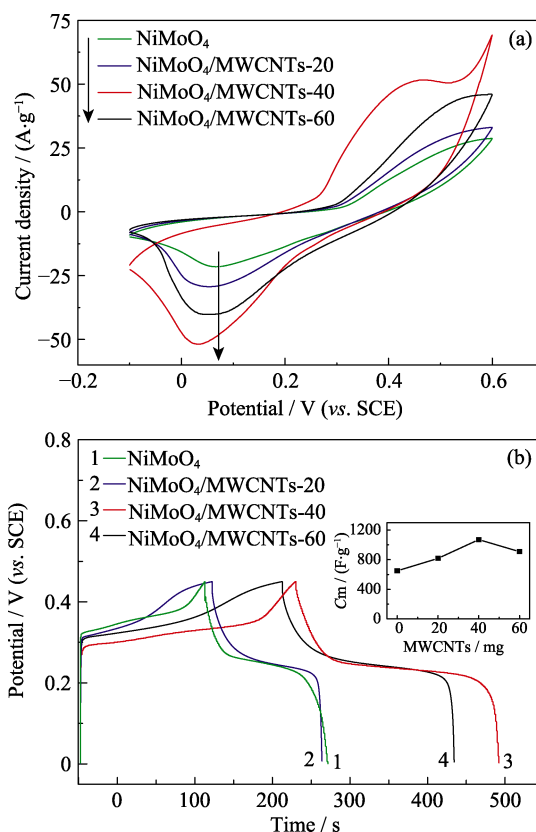 (a)
NiMoO₄
NiMoO₄/MWCNTs-20
NiMoO₄/MWCNTs-40
NiMoO₄/MWCNTs-60
Current density / (A·g⁻¹)
75
50
25
0
−25
−50
−0.2
0
0.2
0.4
0.6
Potential / V (vs. SCE)
(b)
1 NiMoO₄
2 NiMoO₄/MWCNTs-20
3 NiMoO₄/MWCNTs-40
4 NiMoO₄/MWCNTs-60
Potential / V (vs. SCE)
0.8
0.6
0.4
0.2
0
Cm / (F·g⁻¹)
1200
800
400
0
0 20 40 60
MWCNTs / mg
2 1 4 3
0 100 200 300 400 500
Time / s